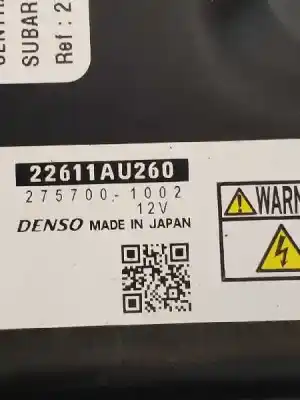 SUBAR
Ref : 2
22611AU260
275700-1002
12V
DENSO MADE IN JAPAN
WARN